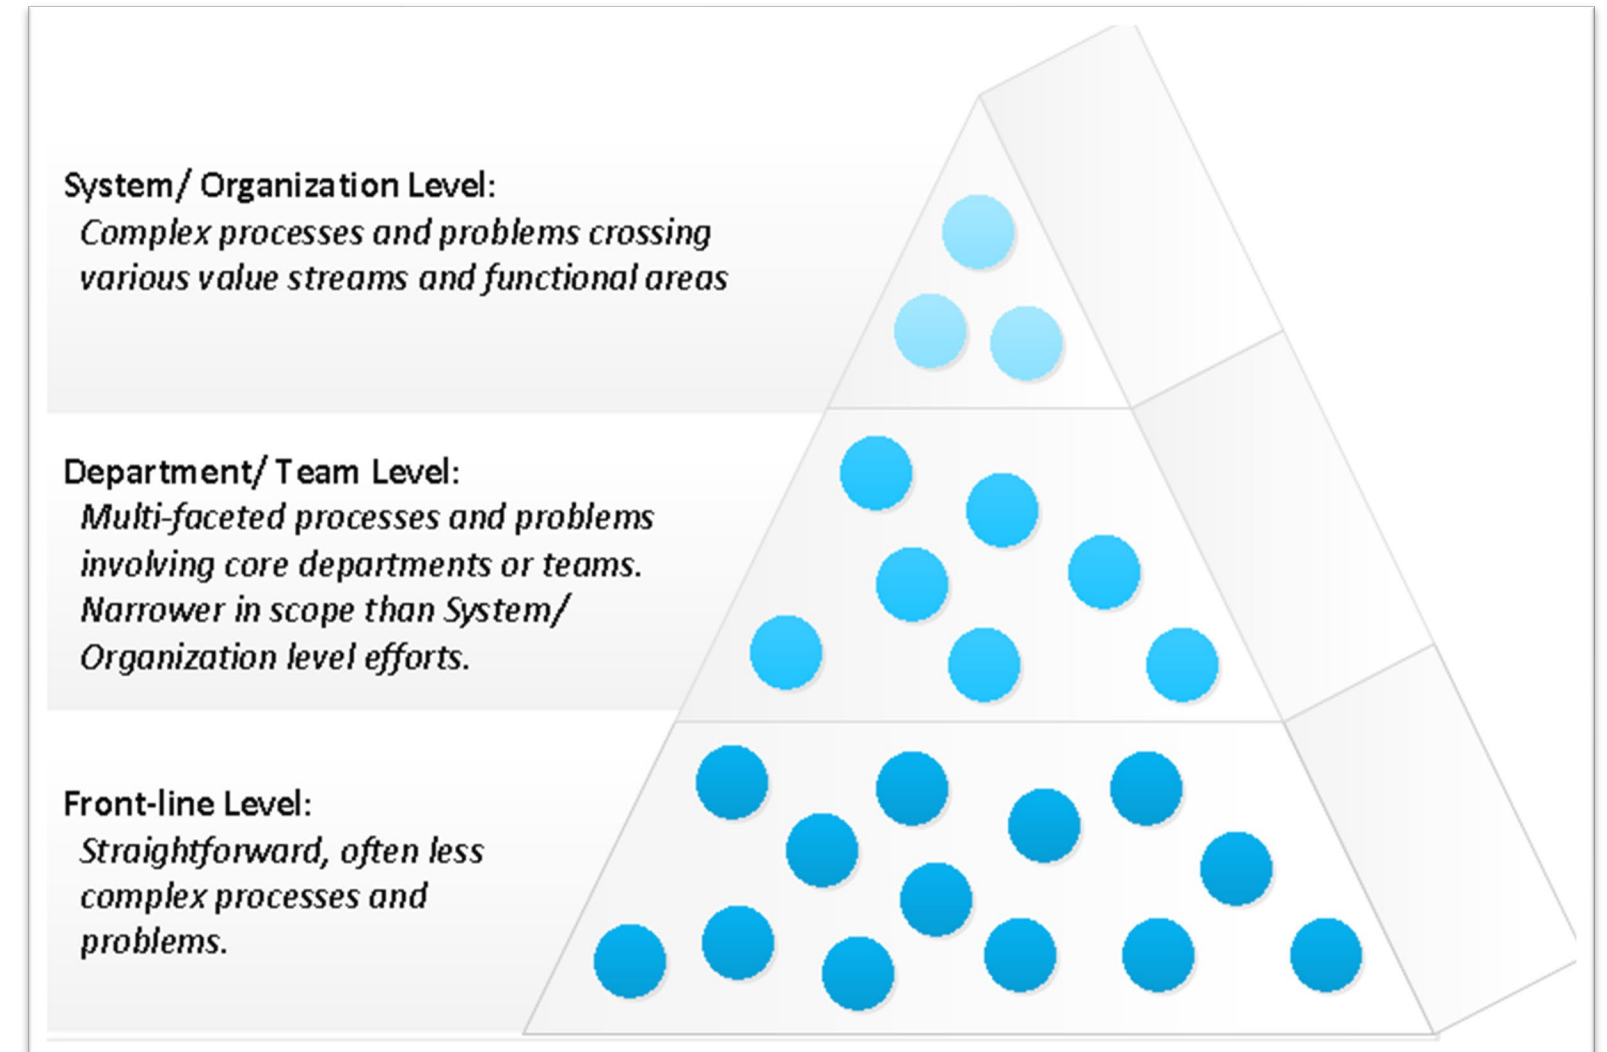 System/ Organization Level:
Complex processes and problems crossing
various value streams and functional areas
Department/ Team Level:
Multi-faceted processes and problems
involving core departments or teams.
Narrower in scope than System/
Organization level efforts.
Front-line Level:
Straightforward, often less
complex processes and
problems.